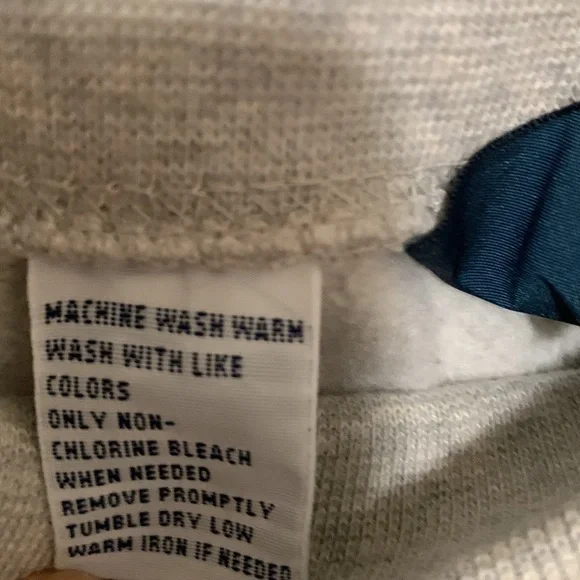 MACHINE WASH WARM
WASH WITH LIKE
COLORS
ONLY NON-
CHLORINE BLEACH
WHEN NEEDED
REMOVE PROMPTLY
TUMBLE DRY LOW
WARM IRON IF NEEDED